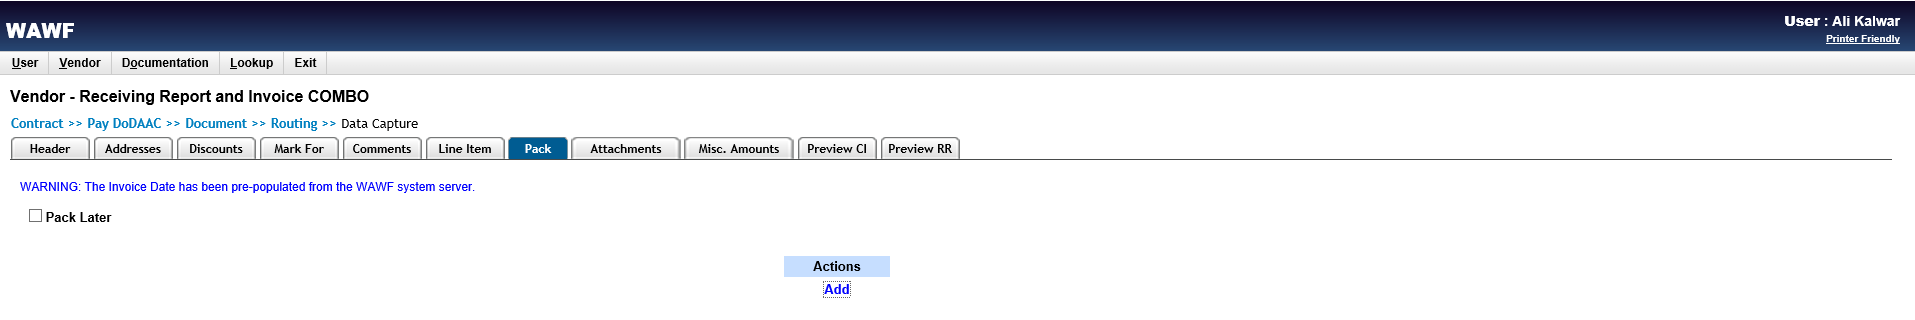 WAWF
User : Ali Kalwar
Printer Friendly
User Vendor Documentation Lookup Exit
Vendor - Receiving Report and Invoice COMBO
Contract >> Pay DoDAAC >> Document >> Routing >> Data Capture
Header Addresses Discounts Mark For Comments Line Item Pack Attachments Misc. Amounts Preview CI Preview RR
WARNING: The Invoice Date has been pre-populated from the WAWF system server.
Pack Later
Actions
Add